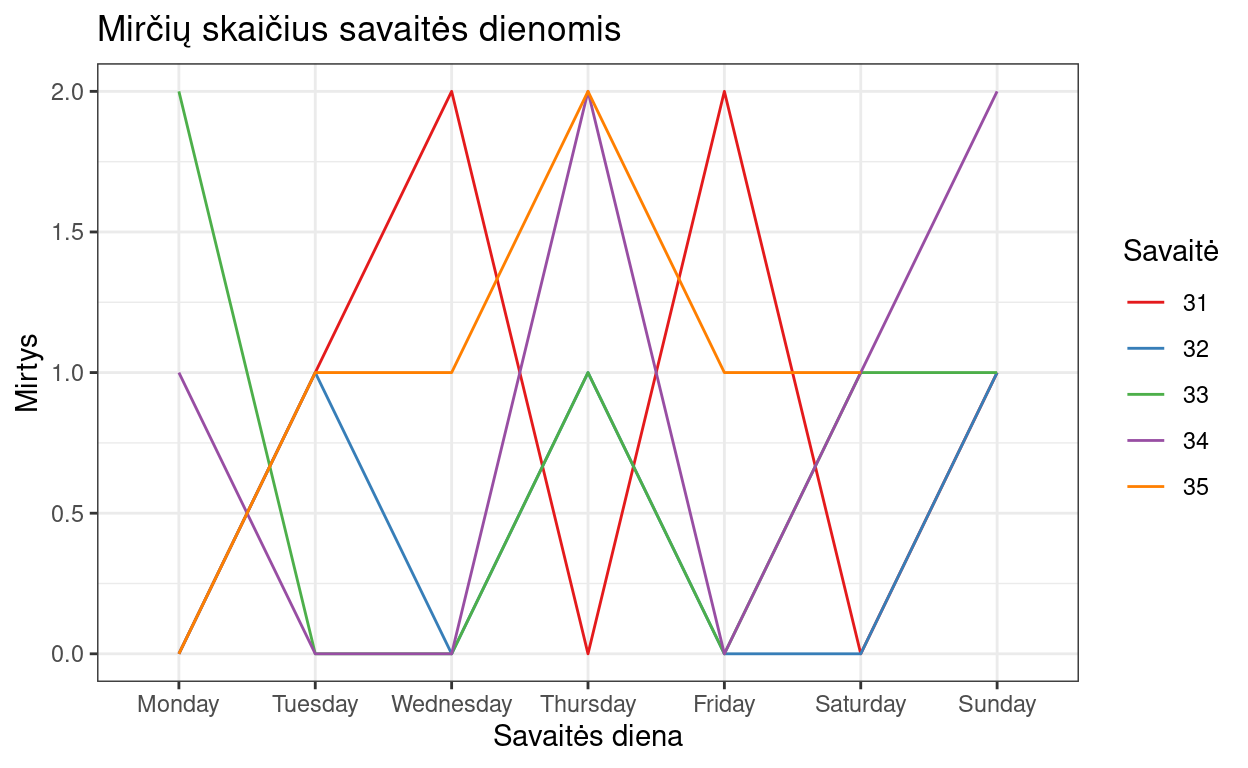 Mirčių skaičius savaitės dienomis
Mirtys
2.0
1.5
1.0
0.5
0.0
Monday Tuesday Wednesday Thursday Friday Saturday Sunday
Savaitės diena
Savaitė
31
32
33
34
35